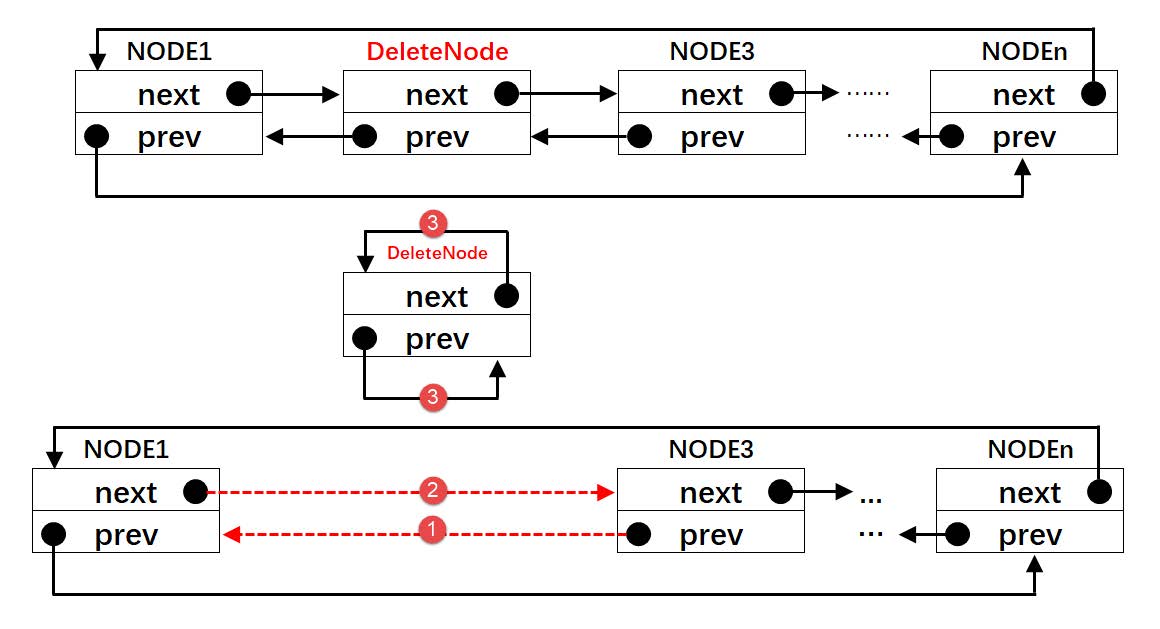 NODE1 DeleteNode NODE3 NODEn
next next next ...... next
prev prev prev ...... prev
3
DeleteNode
next
prev
3
NODE1 NODE3 NODEn
next 2 next ... next
prev 1 prev ... prev